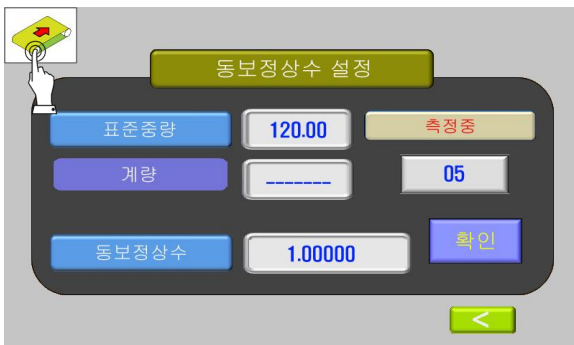 동보정상수 설정
표준중량 120.00 측정중
계량 ------- 05
동보정상수 1.00000 확인
<